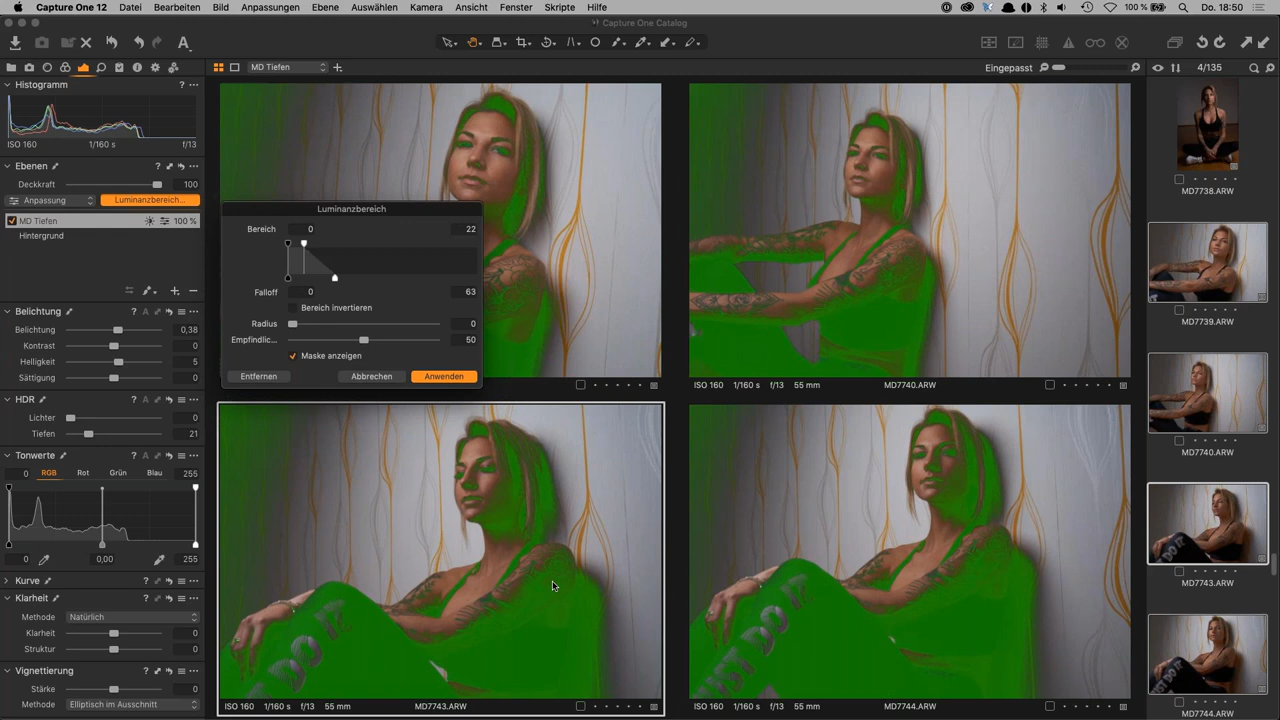 Capture One 12 Datei Bearbeiten Bild Anpassungen Ebene Auswählen Kamera Ansicht Fenster Skripte Hilfe 100 % Do. 18:50
Capture One Catalog
MD Tiefen
Eingepasst
4/135
Histogramm
ISO 160 1/160 s f/13
Ebenen
Deckkraft 100
Anpassung Luminanzbereich...
MD Tiefen 100 %
Hintergrund
Belichtung
Belichtung 0,38
Kontrast 0
Helligkeit 5
Sättigung 0
HDR
Lichter 0
Tiefen 21
Tonwerte
0 RGB Rot Grün Blau 255
0 0,00 255
Kurve
Klarheit
Methode Natürlich
Klarheit 0
Struktur 0
Vignettierung
Stärke 0
Methode Elliptisch im Ausschnitt
Luminanzbereich
Bereich 0 22
Falloff 0 63
Bereich invertieren
Radius 0
Empfindlic... 50
Maske anzeigen
Entfernen Abbrechen Anwenden
ISO 160 1/160 s f/13 55 mm MD7740.ARW
JUST DO IT
DO IT
ISO 160 1/160 s f/13 55 mm MD7743.ARW
ISO 160 1/160 s f/13 55 mm MD7744.ARW
MD7738.ARW
MD7739.ARW
MD7740.ARW
MD7743.ARW
MD7744.ARW